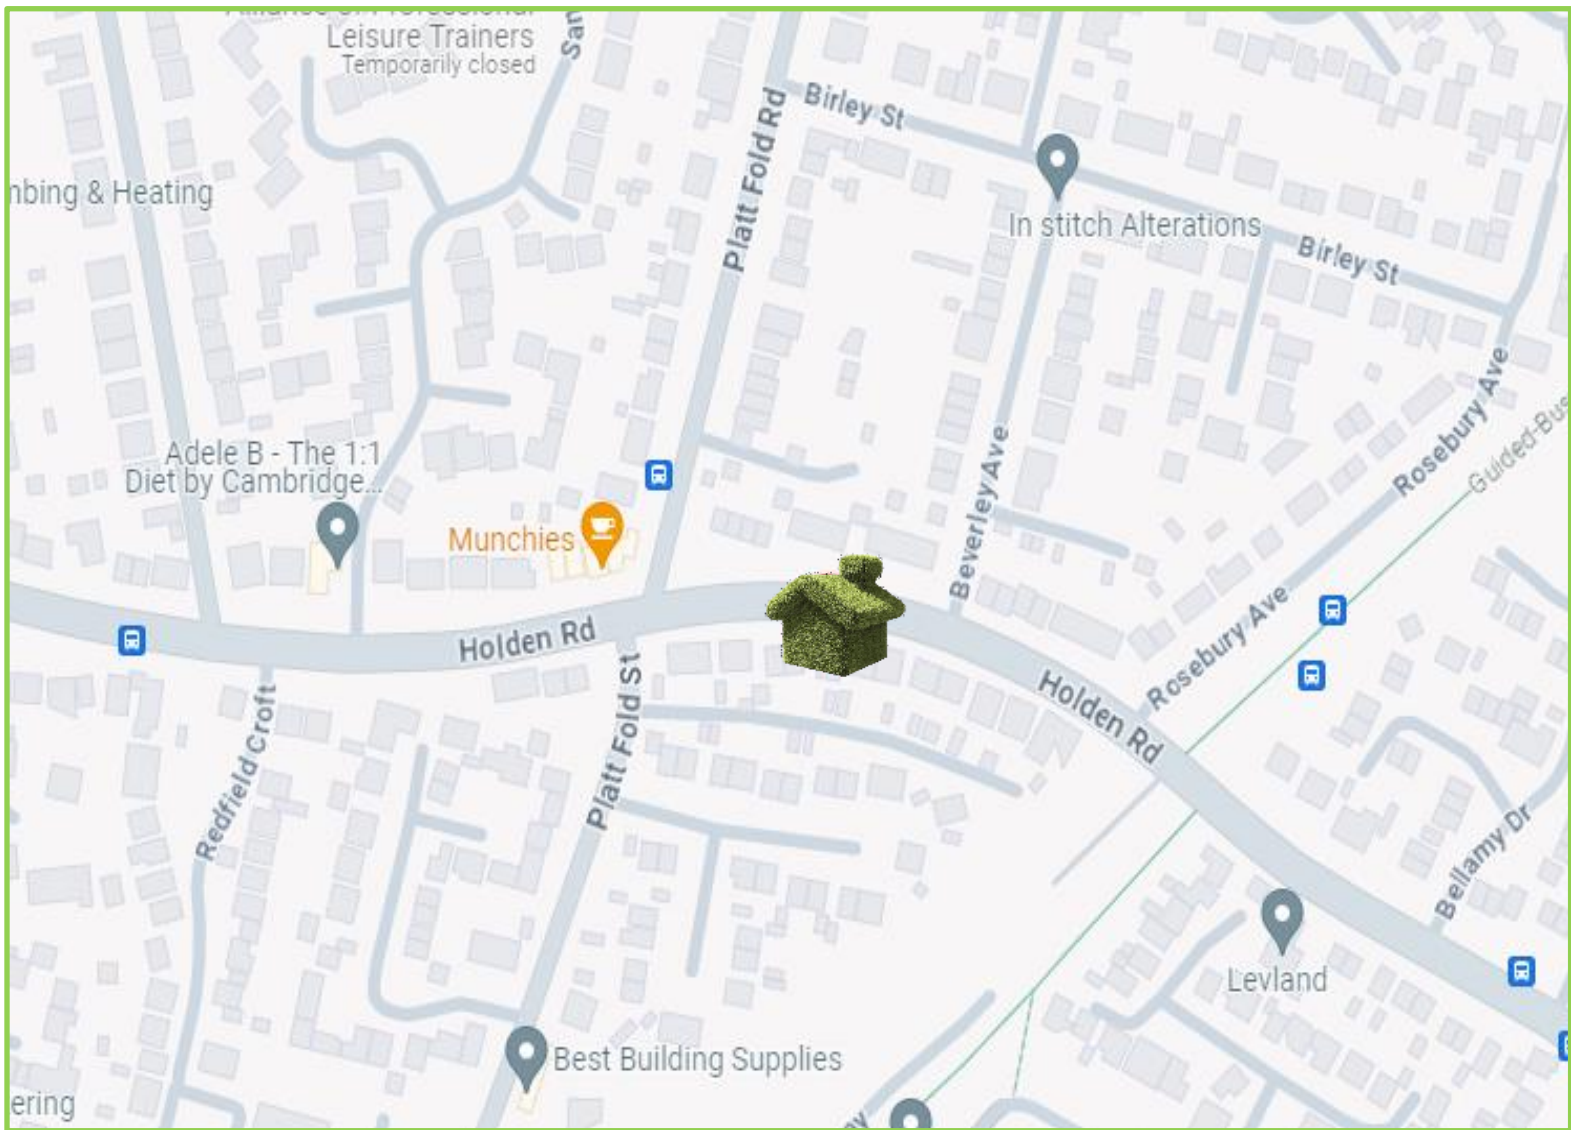 Leisure Trainers
Temporarily closed
San
Platt Fold Rd
Birley St
mbing & Heating
In stitch Alterations
Birley St
Rosebury Ave
Guided-Bus
Adele B - The 1:1
Diet by Cambridge...
Munchies
Beverley Ave
Holden Rd
Rosebury Ave
Holden Rd
Platt Fold St
Redfield Croft
Bellamy Dr
Levland
Best Building Supplies
ering